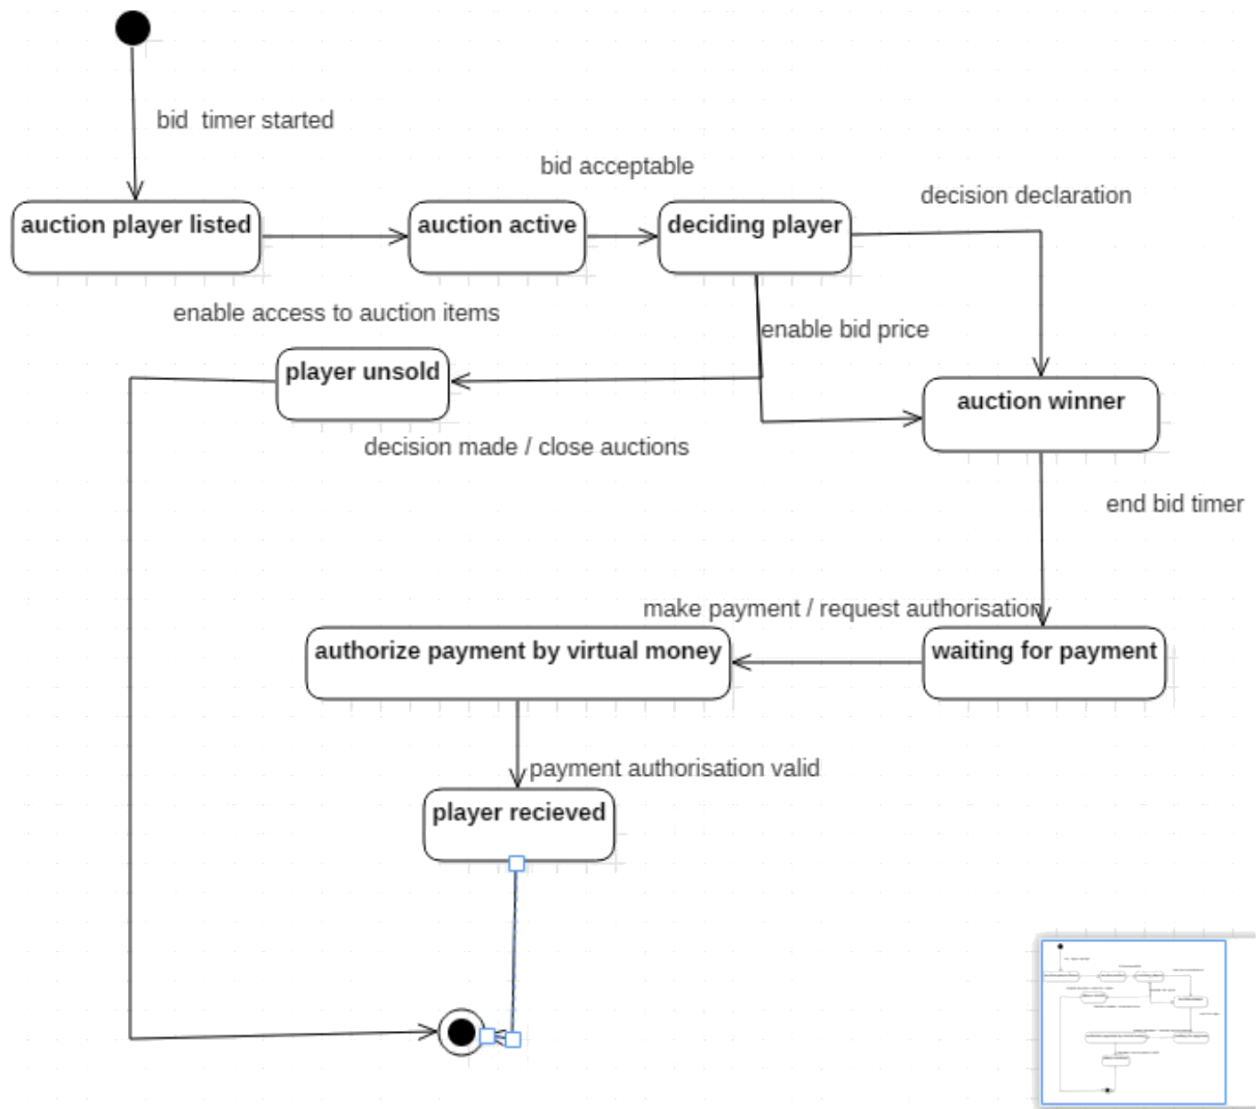 bid timer started
bid acceptable
decision declaration
auction player listed
auction active
deciding player
enable access to auction items
enable bid price
player unsold
auction winner
decision made / close auctions
end bid timer
make payment / request authorisation
authorize payment by virtual money
waiting for payment
payment authorisation valid
player recieved